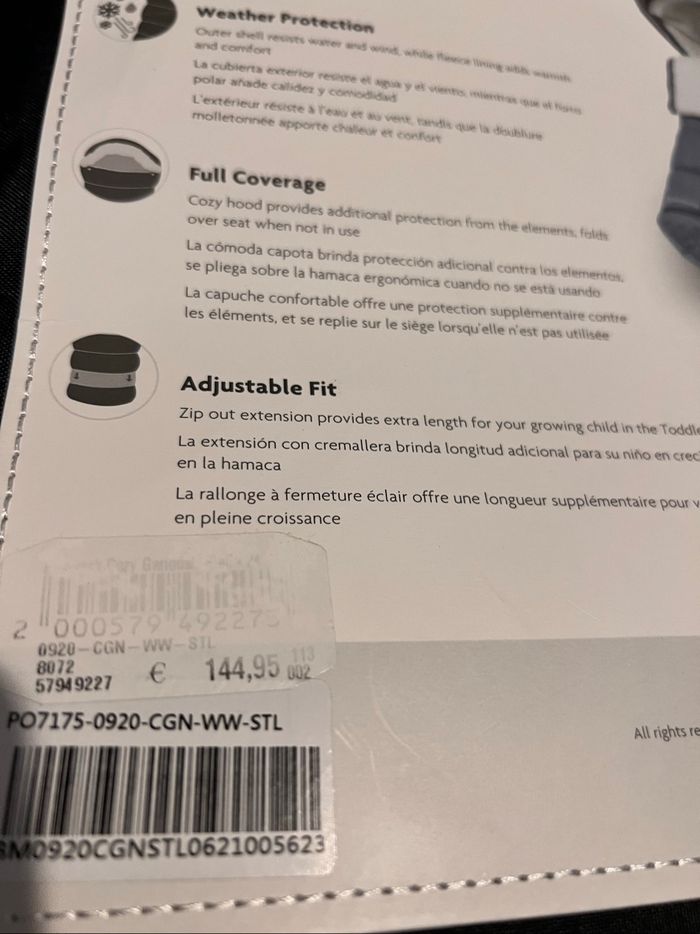 Weather Protection
Outer shell resists water and wind, while fleece lining adds warmth
and comfort
La cubierta exterior resiste el agua y el viento, mientras que el forro
polar añade calidez y comodidad
L'extérieur résiste à l'eau et au vent, tandis que la doublure
molletonnée apporte chaleur et confort
Full Coverage
Cozy hood provides additional protection from the elements, folds
over seat when not in use
La cómoda capota brinda protección adicional contra los elementos,
se pliega sobre la hamaca ergonómica cuando no se está usando
La capuche confortable offre une protection supplémentaire contre
les éléments, et se replie sur le siège lorsqu'elle n'est pas utilisée
Adjustable Fit
Zip out extension provides extra length for your growing child in the Toddle
La extensión con cremallera brinda longitud adicional para su niño en crec
en la hamaca
La rallonge à fermeture éclair offre une longueur supplémentaire pour v
en pleine croissance
2 000579 492275
0920-CGN-WW-STL
8072 € 144,95 113
57949227 002
PO7175-0920-CGN-WW-STL
BM0920CGNSTL0621005623
All rights re